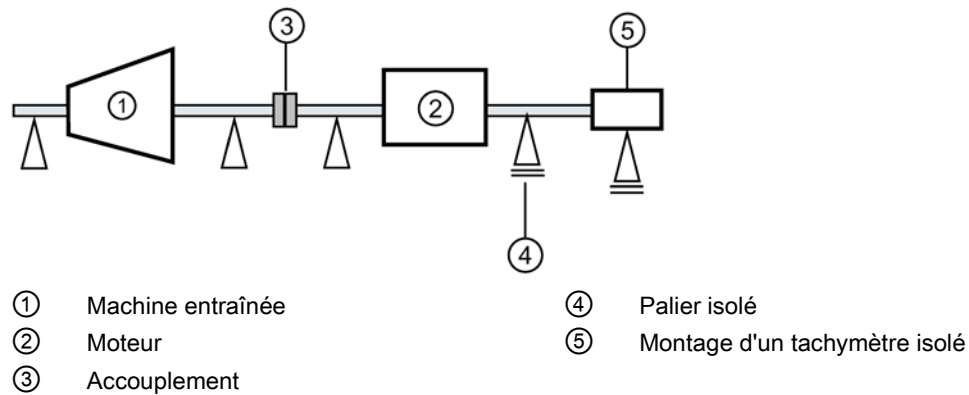 ③
⑤
①
②
④
① Machine entraînée
② Moteur
③ Accouplement
④ Palier isolé
⑤ Montage d'un tachymètre isolé